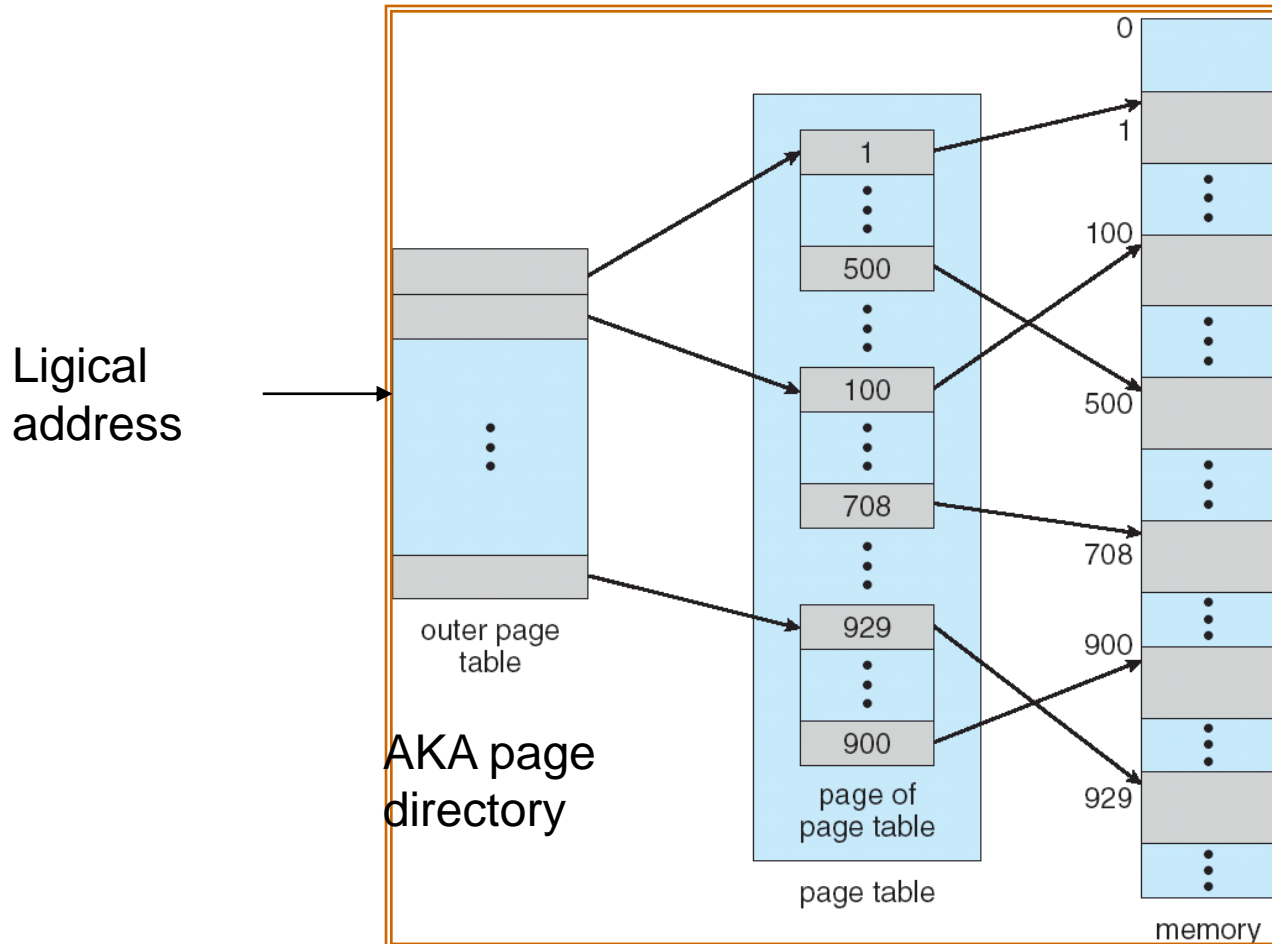 Ligical
address
outer page
table
AKA page
directory
1
500
100
708
929
900
page of
page table
page table
0
1
100
500
708
900
929
memory